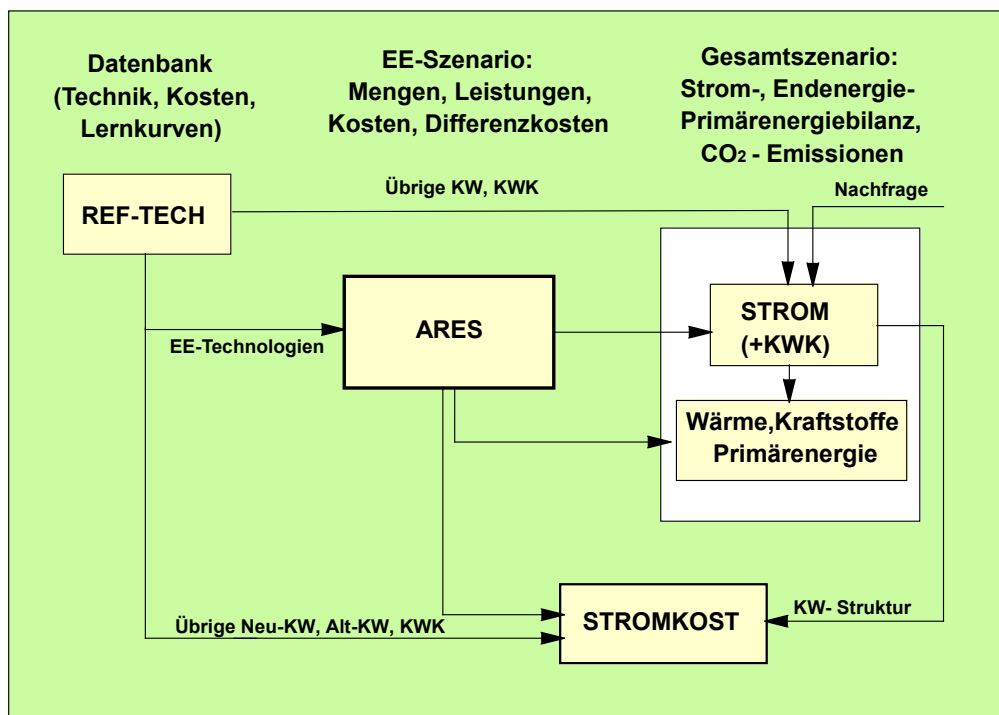 Datenbank
(Technik, Kosten,
Lernkurven)
EE-Szenario:
Mengen, Leistungen,
Kosten, Differenzkosten
Gesamtszenario:
Strom-, Endenergie-
Primärenergiebilanz,
CO2 - Emissionen
Übrige KW, KWK
Nachfrage
REF-TECH
EE-Technologien
ARES
STROM
(+KWK)
Wärme,Kraftstoffe
Primärenergie
Übrige Neu-KW, Alt-KW, KWK
STROMKOST
KW- Struktur